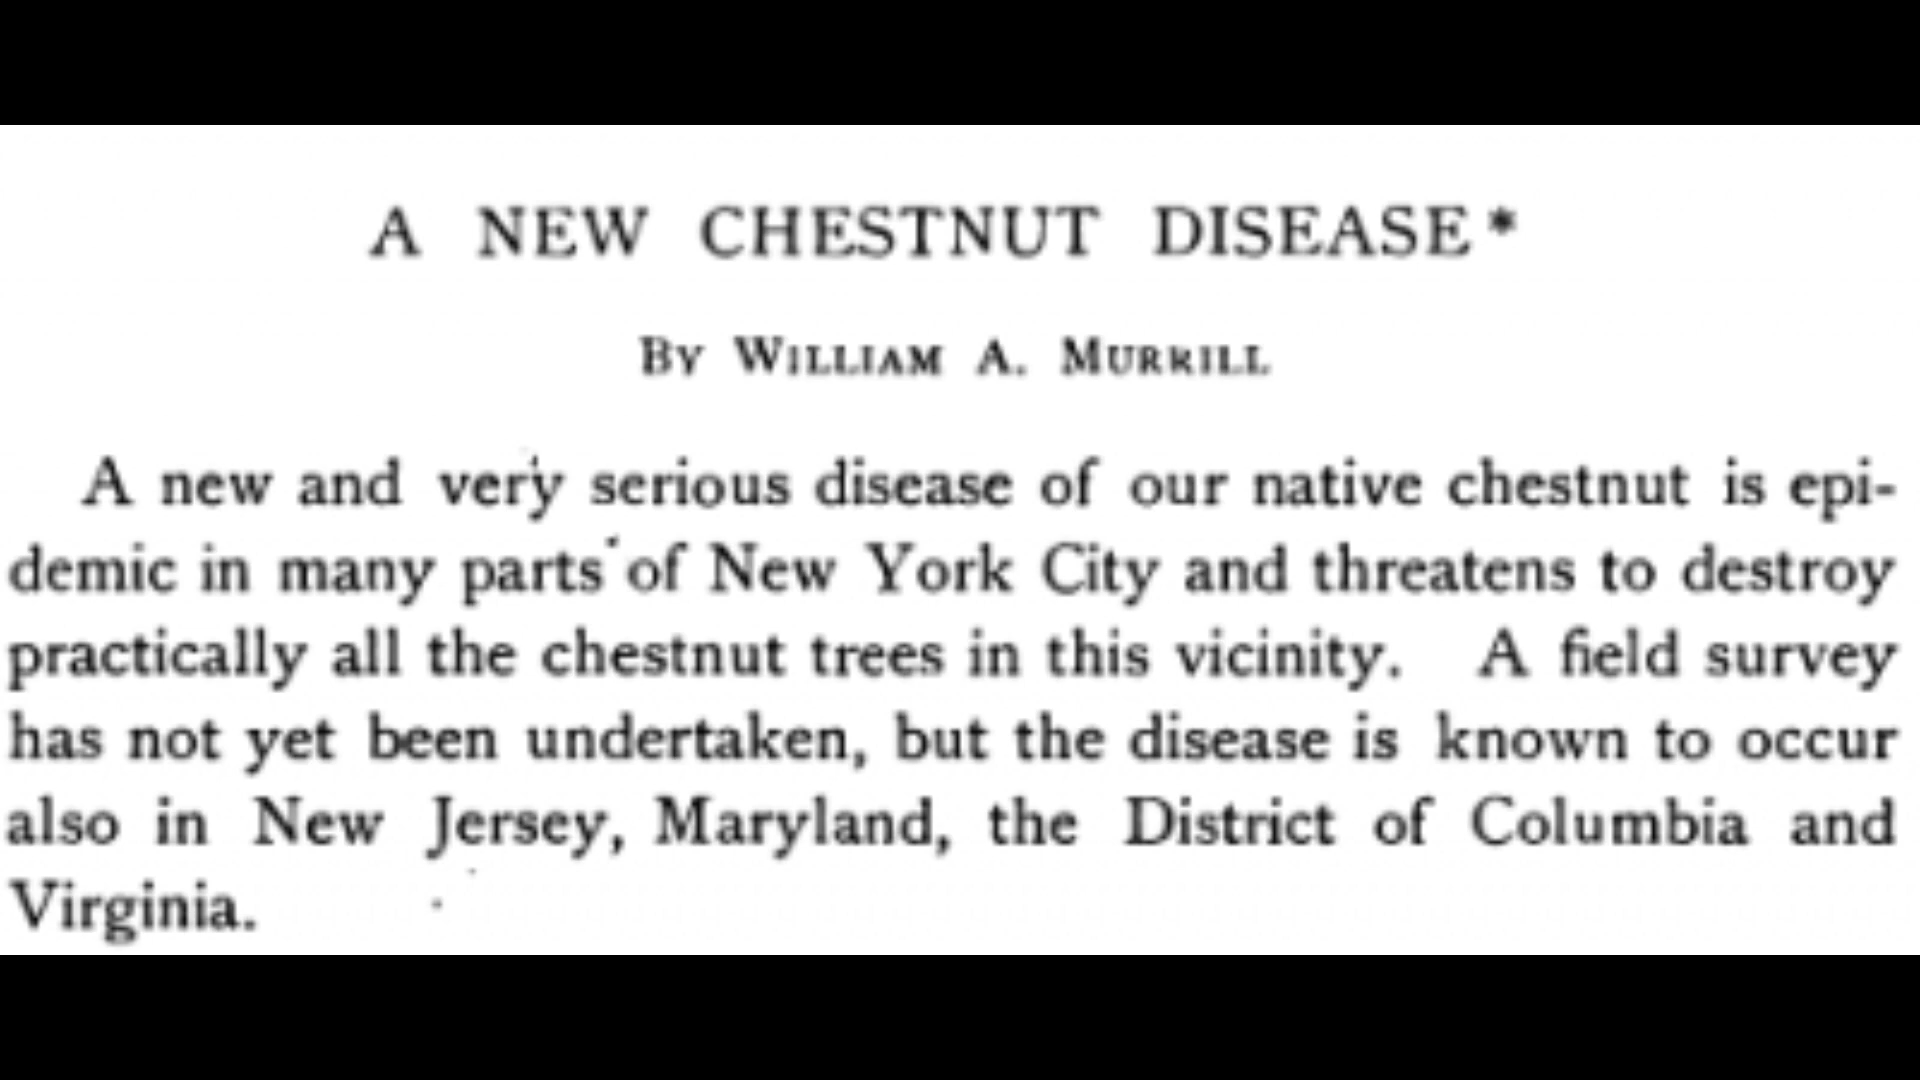 A NEW CHESTNUT DISEASE*
BY WILLIAM A. MURRILL
A new and very serious disease of our native chestnut is epi-
demic in many parts of New York City and threatens to destroy
practically all the chestnut trees in this vicinity. A field survey
has not yet been undertaken, but the disease is known to occur
also in New Jersey, Maryland, the District of Columbia and
Virginia.